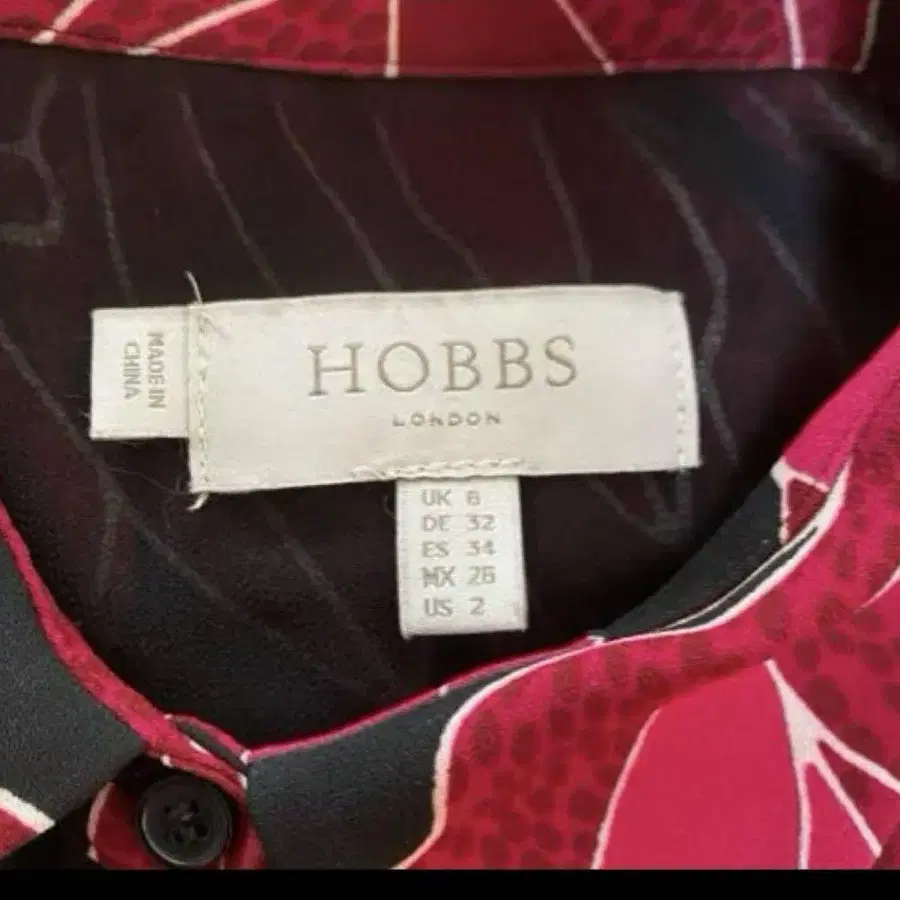 HOBBS
LONDON
MADE IN
CHINA
UK 6
DE 32
ES 34
MX 26
US 2